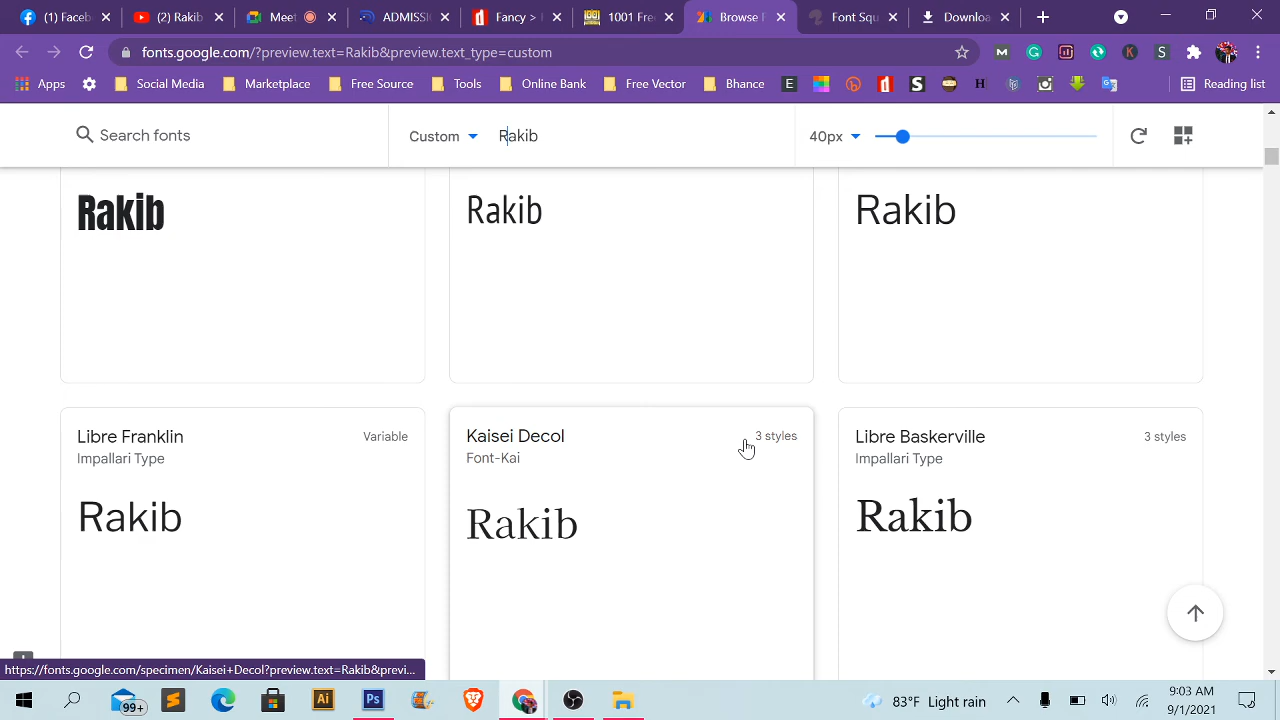 (1) Faceb
(2) Rakib
Meet
ADMISSIC
Fancy >
1001 Free
Browse F
Font Squ
Downloa
fonts.google.com/?preview.text=Rakib&preview.text_type=custom
Apps
Social Media
Marketplace
Free Source
Tools
Online Bank
Free Vector
Bhance
Reading list
Search fonts
Custom
Rakib
40px
Rakib
Rakib
Rakib
Libre Franklin
Variable
Impallari Type
Rakib
Kaisei Decol
3 styles
Font-Kai
Rakib
Libre Baskerville
3 styles
Impallari Type
Rakib
https://fonts.google.com/specimen/Kaisei+Decol?preview.text=Rakib&previ...
99+
Ai
Ps
83°F Light rain
9:03 AM
9/1/2021